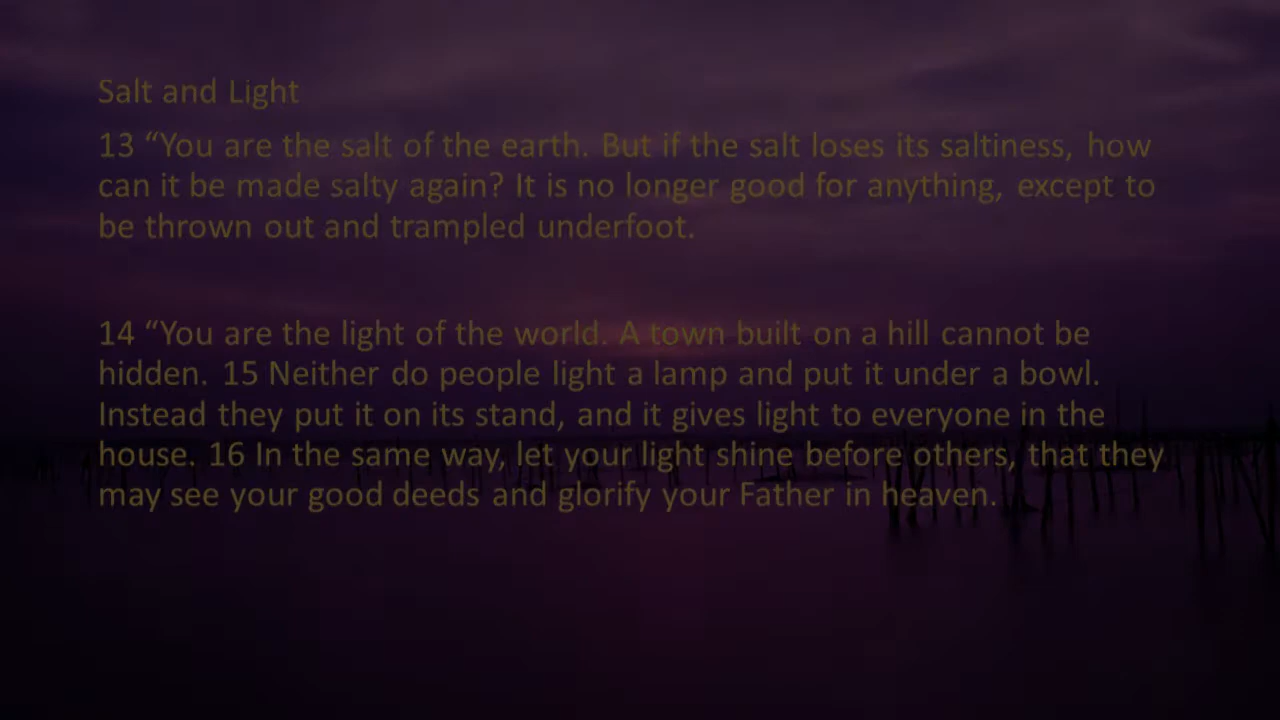 Salt and Light
13 “You are the salt of the earth. But if the salt loses its saltiness, how
can it be made salty again? It is no longer good for anything, except to
be thrown out and trampled underfoot.
14 “You are the light of the world. A town built on a hill cannot be
hidden. 15 Neither do people light a lamp and put it under a bowl.
Instead they put it on its stand, and it gives light to everyone in the
house. 16 In the same way, let your light shine before others, that they
may see your good deeds and glorify your Father in heaven.